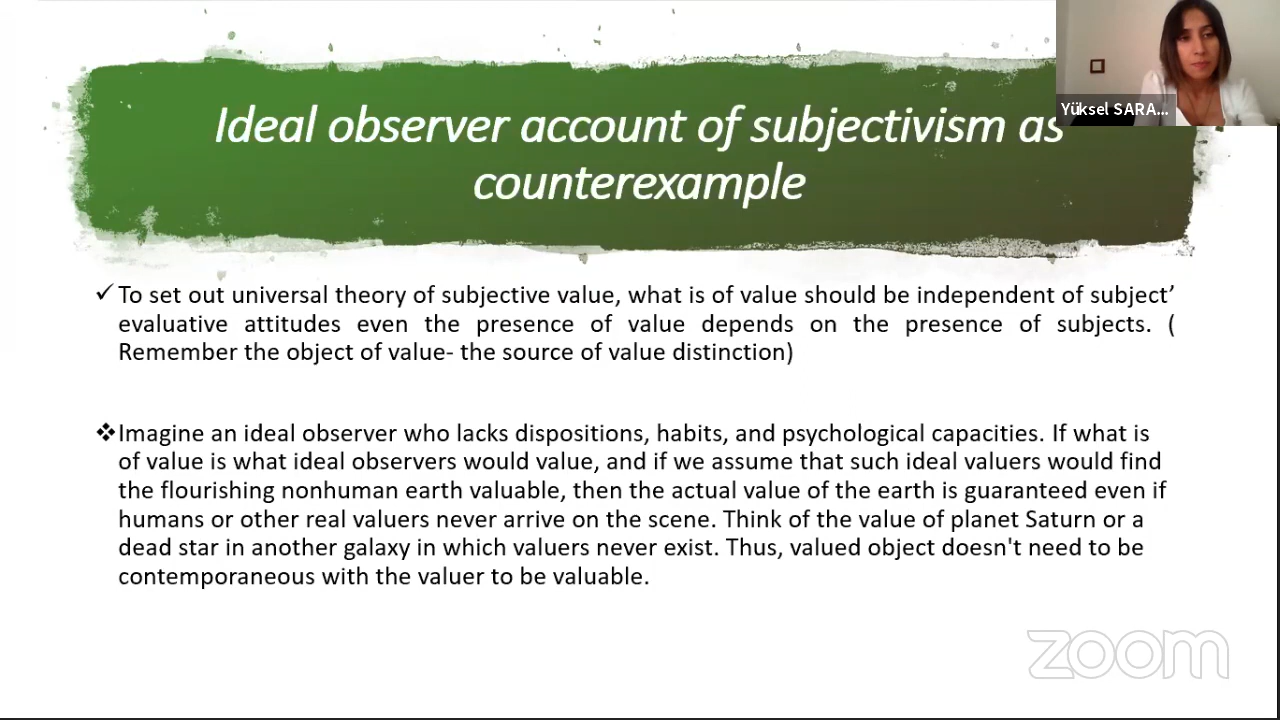 Ideal observer account of subjectivism as
counterexample
Yüksel SARA...
✓ To set out universal theory of subjective value, what is of value should be independent of subject’
evaluative attitudes even the presence of value depends on the presence of subjects. (
Remember the object of value- the source of value distinction)
❖ Imagine an ideal observer who lacks dispositions, habits, and psychological capacities. If what is
of value is what ideal observers would value, and if we assume that such ideal valuers would find
the flourishing nonhuman earth valuable, then the actual value of the earth is guaranteed even if
humans or other real valuers never arrive on the scene. Think of the value of planet Saturn or a
dead star in another galaxy in which valuers never exist. Thus, valued object doesn't need to be
contemporaneous with the valuer to be valuable.
zoom